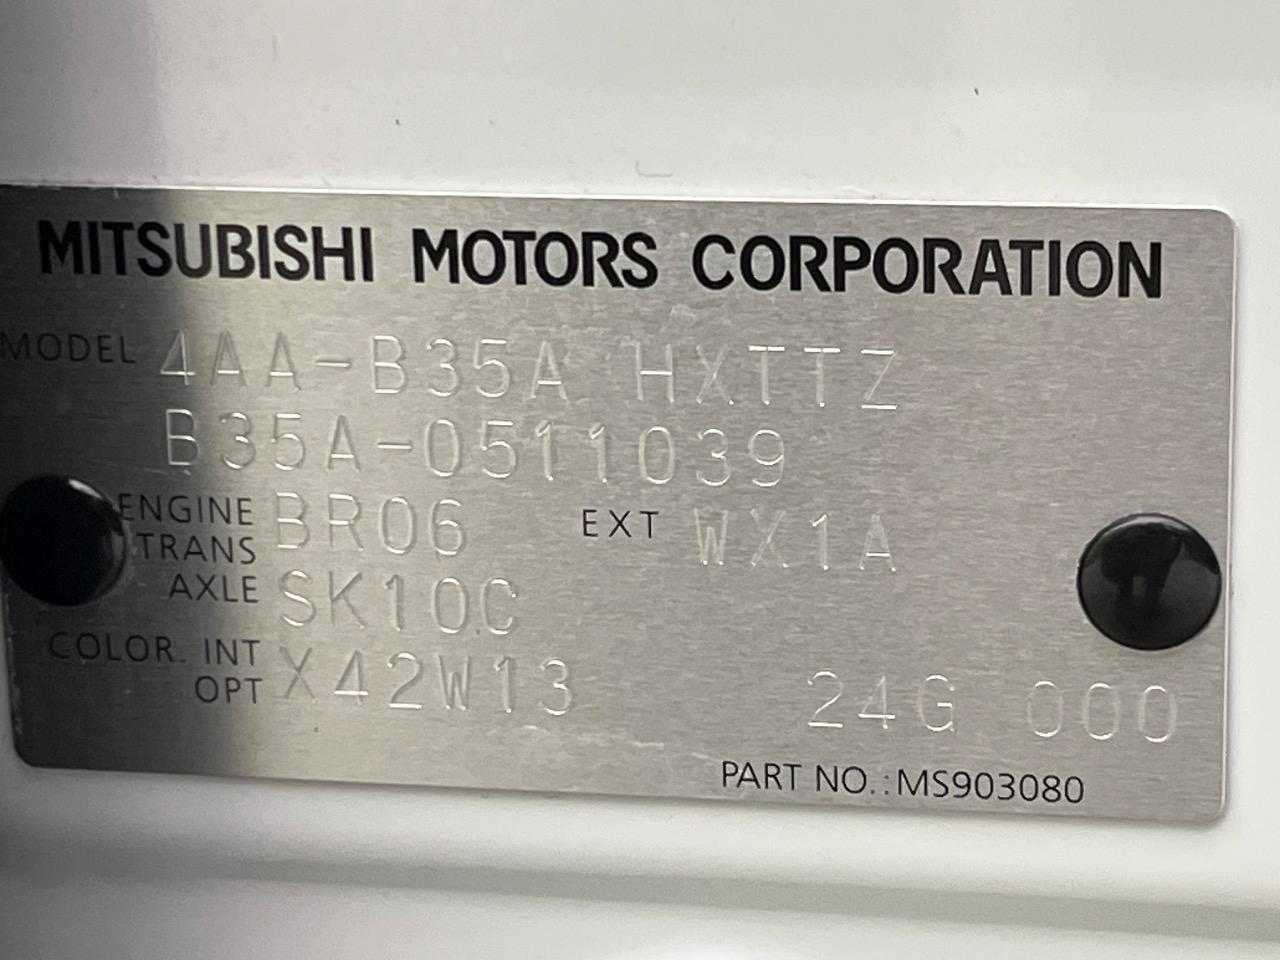 MITSUBISHI MOTORS CORPORATION
MODEL 4AA-B35A HXTTZ
B35A-0511039
ENGINE BR06 EXT WX1A
TRANS
AXLE SK10C
COLOR. INT
OPT X42W13 24G 000
PART NO.:MS903080